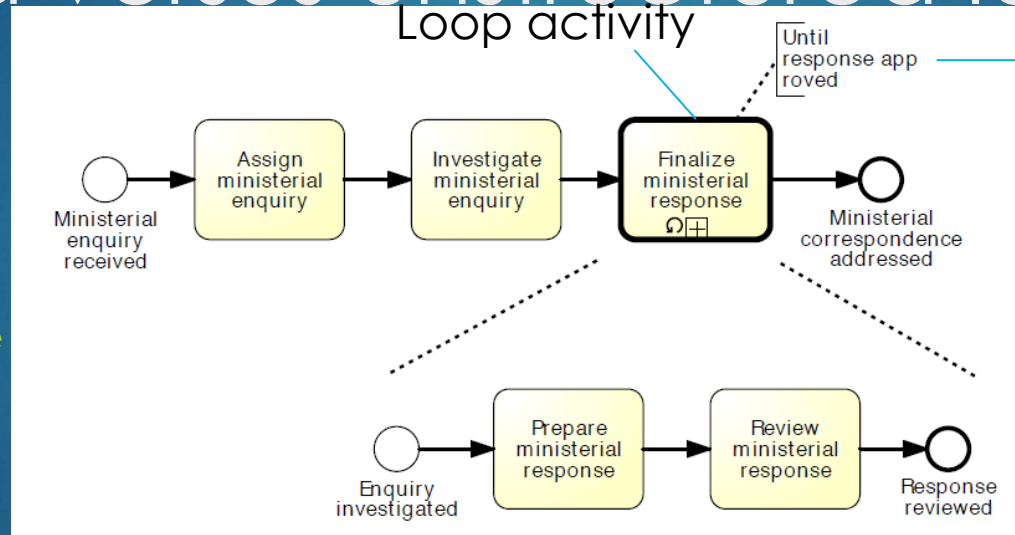 Loop activity
Until
response app
roved
Assign
ministerial
enquiry
Investigate
ministerial
enquiry
Finalize
ministerial
response
Ministerial
enquiry
received
Ministerial
correspondence
addressed
Prepare
ministerial
response
Review
ministerial
response
Enquiry
investigated
Response
reviewed